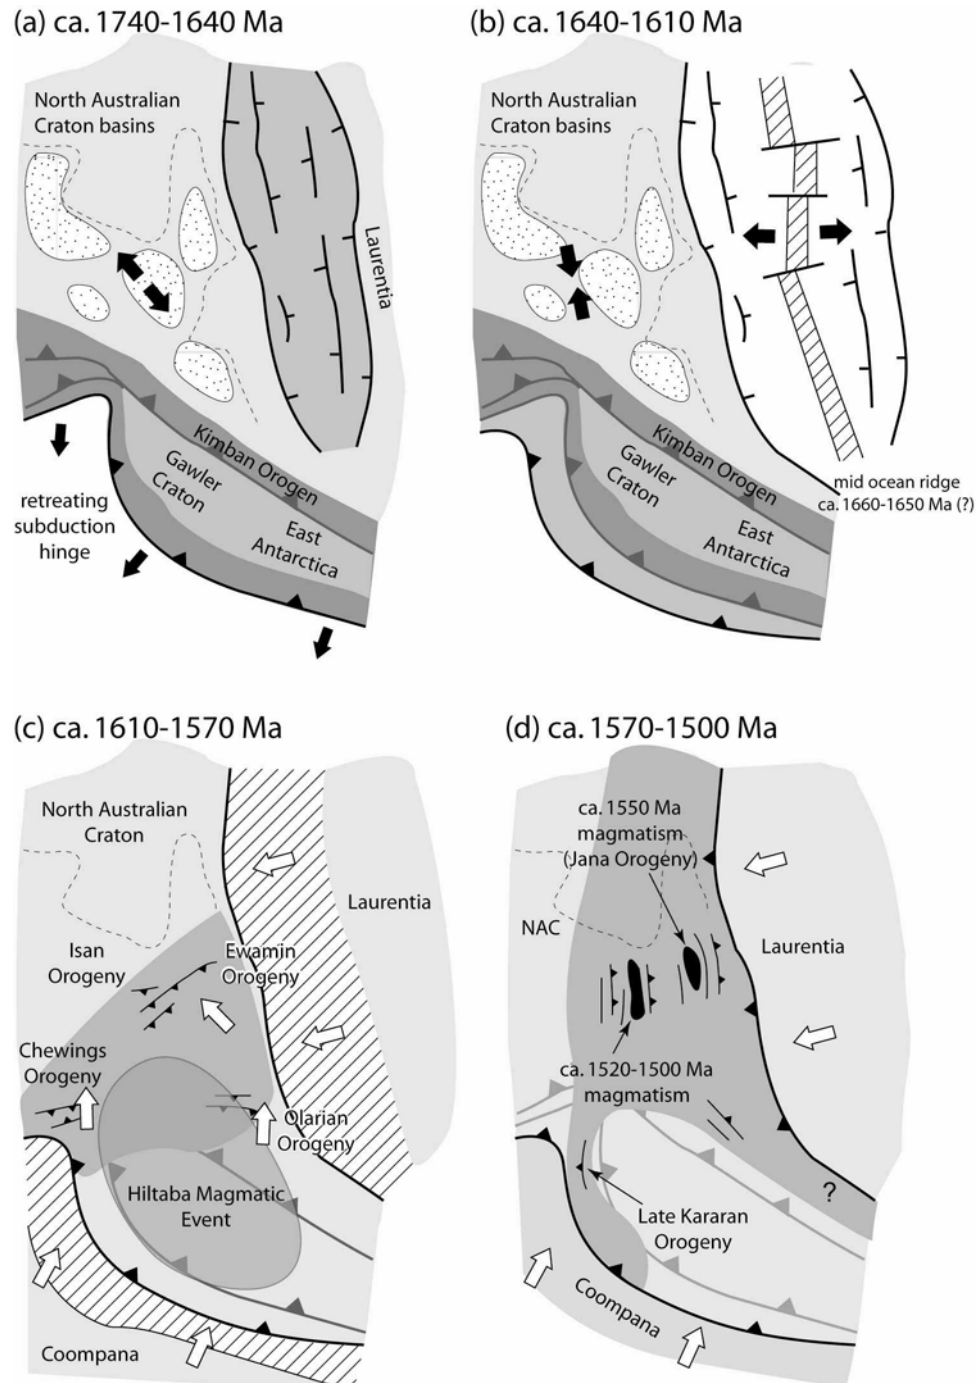 (a) ca. 1740-1640 Ma
North Australian
Craton basins
Laurentia
Kimban Orogen
Gawler
Craton
East
Antarctica
retreating
subduction
hinge
(b) ca. 1640-1610 Ma
North Australian
Craton basins
Kimban Orogen
Gawler
Craton
East
Antarctica
mid ocean ridge
ca. 1660-1650 Ma (?)
(c) ca. 1610-1570 Ma
North Australian
Craton
Laurentia
Isan
Orogeny
Ewamin
Orogeny
Chewings
Orogeny
Olarian
Orogeny
Hiltaba Magmatic
Event
Coompana
(d) ca. 1570-1500 Ma
ca. 1550 Ma
magmatism
(Jana Orogeny)
NAC
Laurentia
ca. 1520-1500 Ma
magmatism
?
Late Kararan
Orogeny
Coompana